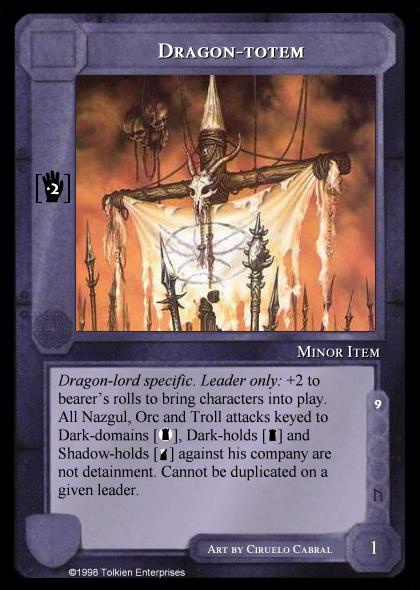 DRAGON-TOTEM
[-2]
MINOR ITEM
Dragon-lord specific. Leader only: +2 to
bearer's rolls to bring characters into play.
All Nazgul, Orc and Troll attacks keyed to
Dark-domains [ ], Dark-holds [ ] and
Shadow-holds [ ] against his company are
not detainment. Cannot be duplicated on a
given leader.
9
ART BY CIRUELO CABRAL
1
©1998 Tolkien Enterprises